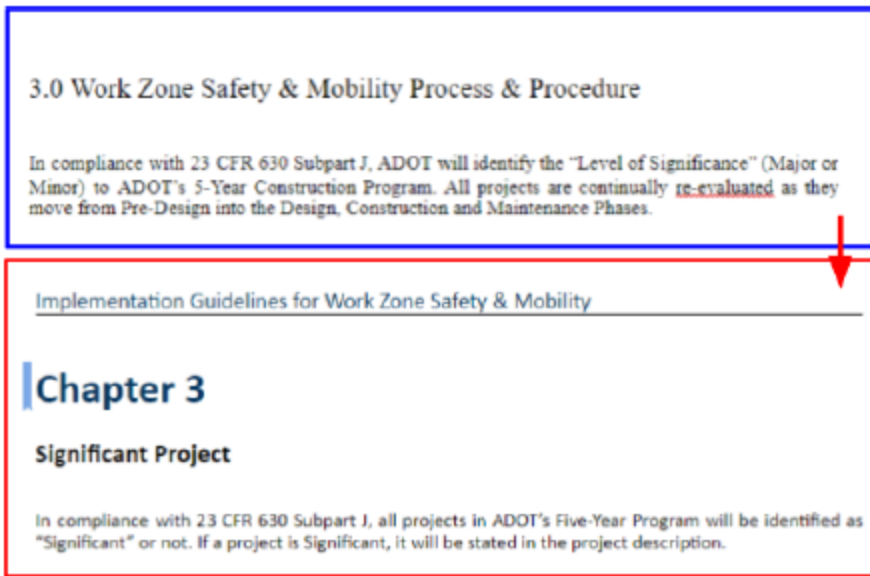 3.0 Work Zone Safety & Mobility Process & Procedure
In compliance with 23 CFR 630 Subpart J, ADOT will identify the “Level of Significance” (Major or
Minor) to ADOT’s 5-Year Construction Program. All projects are continually re-evaluated as they
move from Pre-Design into the Design, Construction and Maintenance Phases.
Implementation Guidelines for Work Zone Safety & Mobility
Chapter 3
Significant Project
In compliance with 23 CFR 630 Subpart J, all projects in ADOT’s Five-Year Program will be identified as
“Significant” or not. If a project is Significant, it will be stated in the project description.